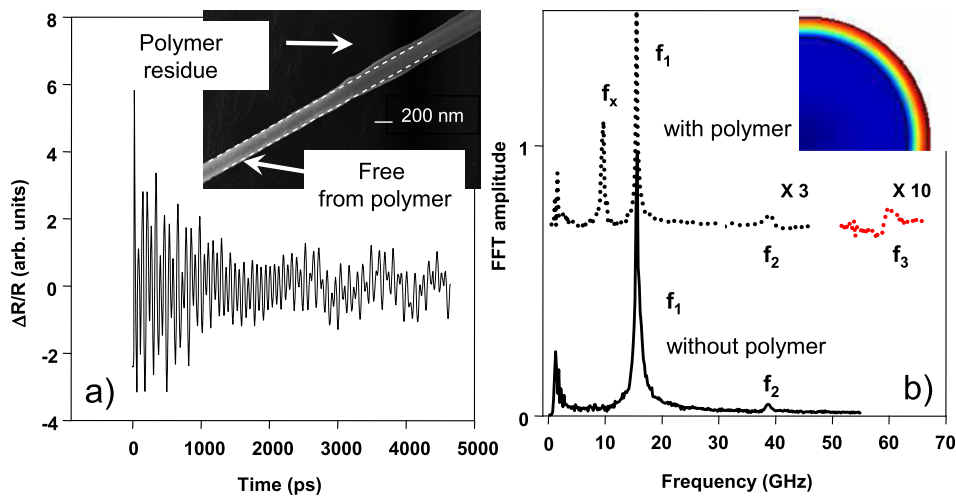 8
6
4
2
0
-2
-4
ΔR/R (arb. units)
Polymer
residue
200 nm
Free
from polymer
a)
0
1000
2000
3000
4000
5000
Time (ps)
FFT amplitude
1
0
f1
fx
with polymer
X 3
X 10
f2
f3
f1
without polymer
f2
b)
0
10
20
30
40
50
60
70
Frequency (GHz)